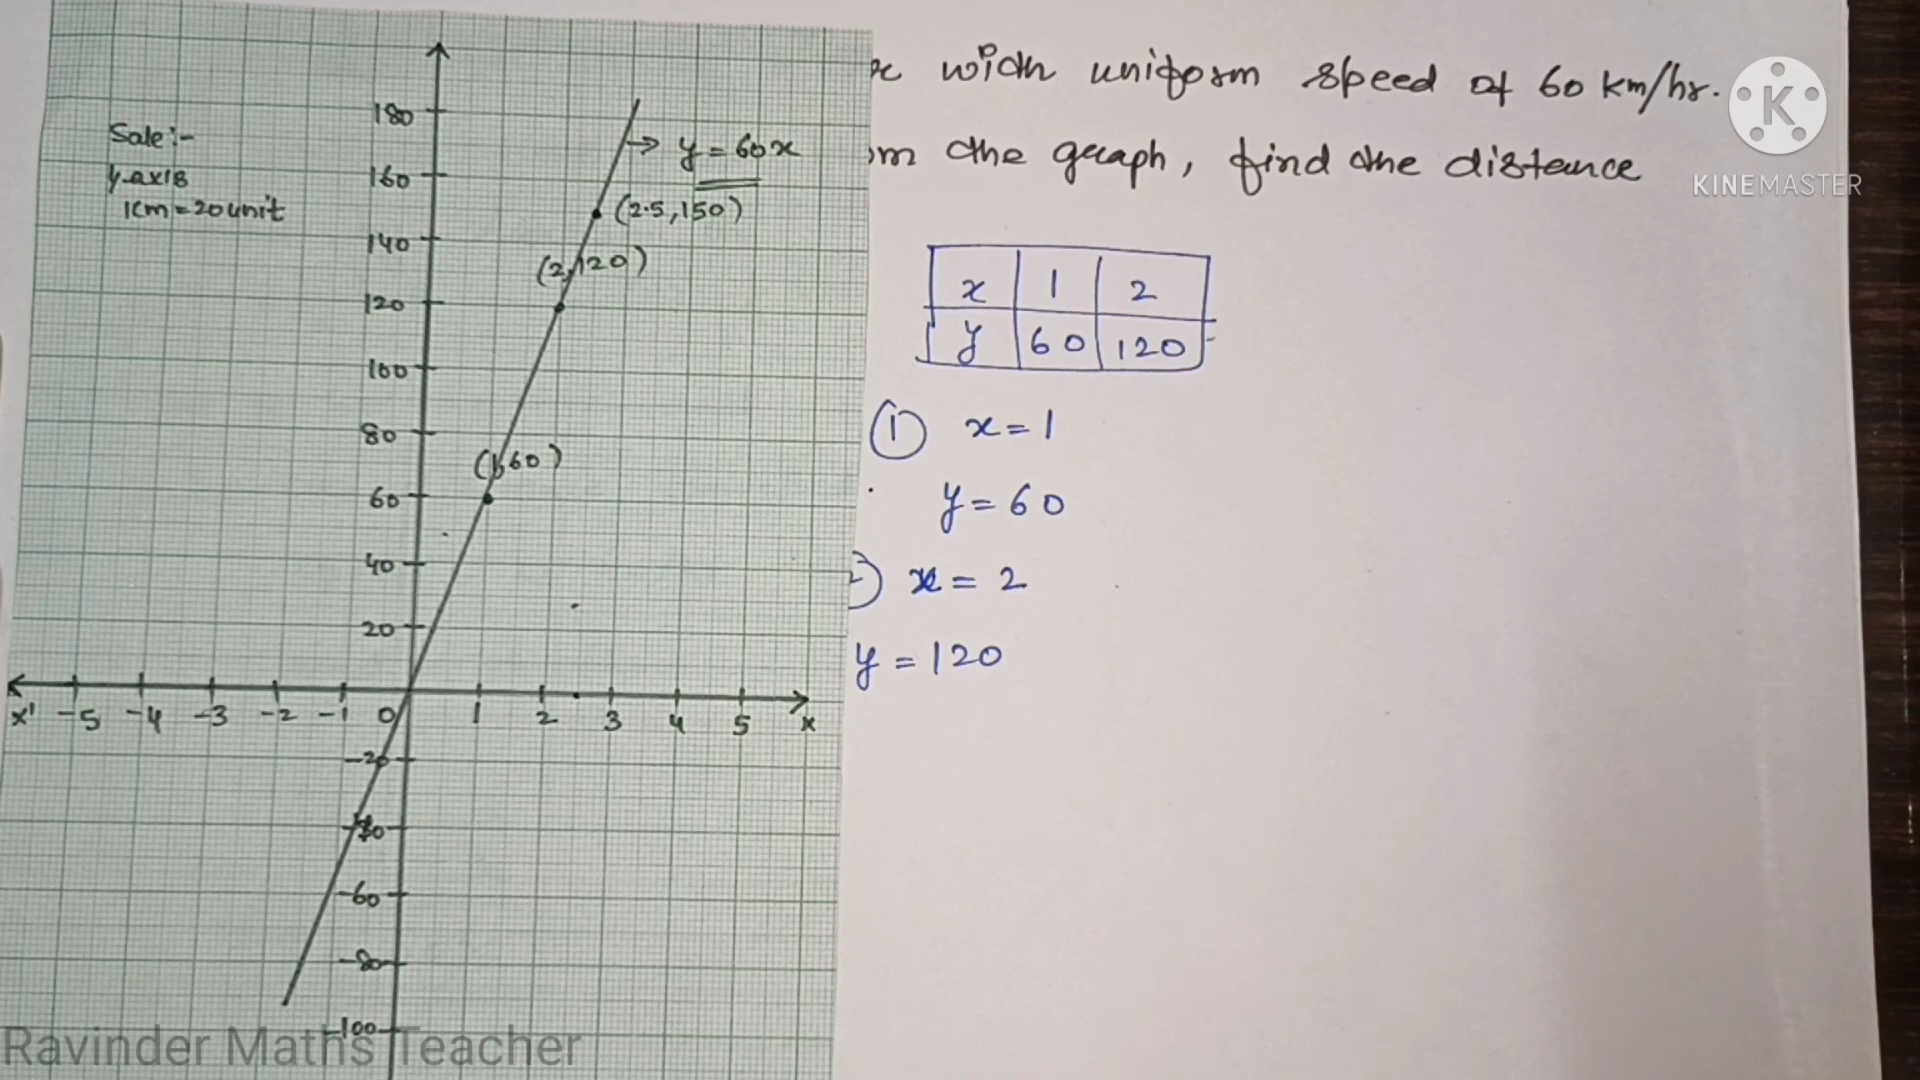 with uniform speed of 60 km/hr.
om the graph, find the distance
K
KINEMASTER
Sale:-
y-axis
1cm = 20 unit
y = 60x
(2.5,150)
(2,120)
(1,60)
180
160
140
120
100
80
60
40
20
x' -5 -4 -3 -2 -1 0 1 2 3 4 5 x
-20
-40
-60
-80
-100
x 1 2
y 60 120
① x = 1
y = 60
x = 2
y = 120
Ravinder Maths Teacher